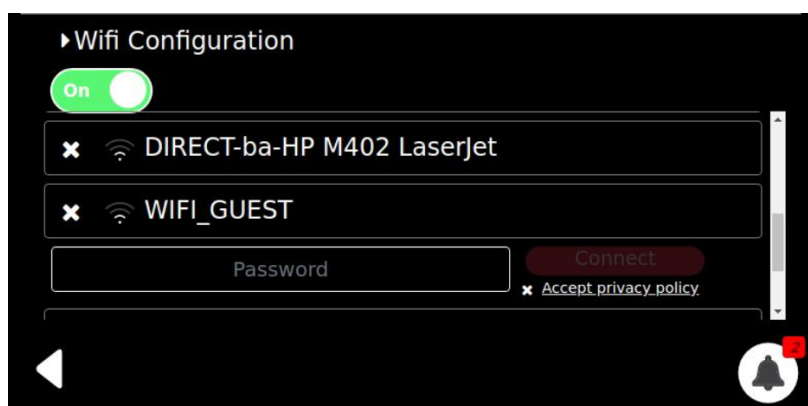 Wifi Configuration
On
DIRECT-ba-HP M402 LaserJet
WIFI_GUEST
Password
Connect
Accept privacy policy
2